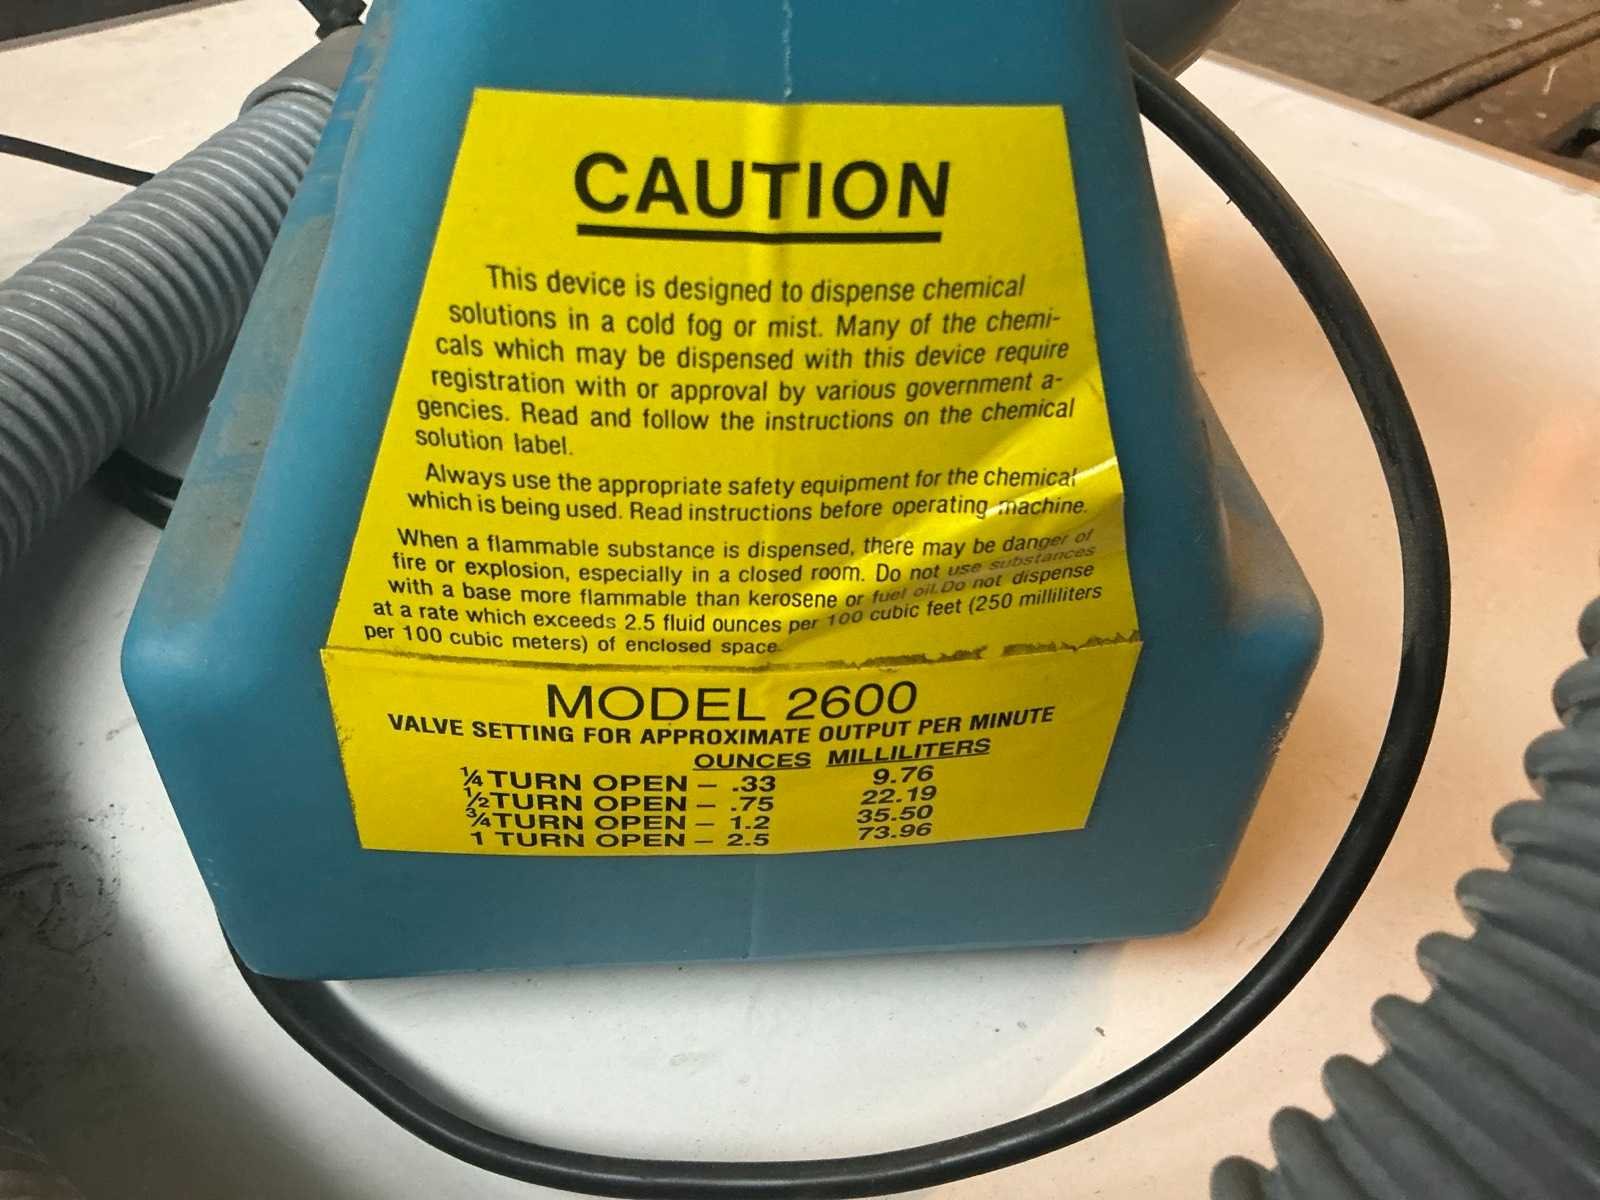 CAUTION
This device is designed to dispense chemical
solutions in a cold fog or mist. Many of the chemi-
cals which may be dispensed with this device require
registration with or approval by various government a-
gencies. Read and follow the instructions on the chemical
solution label.
Always use the appropriate safety equipment for the chemical
which is being used. Read instructions before operating machine.
When a flammable substance is dispensed, there may be danger of
fire or explosion, especially in a closed room. Do not use substances
with a base more flammable than kerosene or fuel oil. Do not dispense
at a rate which exceeds 2.5 fluid ounces per 100 cubic feet (250 milliliters
per 100 cubic meters) of enclosed space.
MODEL 2600
VALVE SETTING FOR APPROXIMATE OUTPUT PER MINUTE
OUNCES MILLILITERS
¼ TURN OPEN – .33 9.76
½ TURN OPEN – .75 22.19
¾ TURN OPEN – 1.2 35.50
1 TURN OPEN – 2.5 73.96